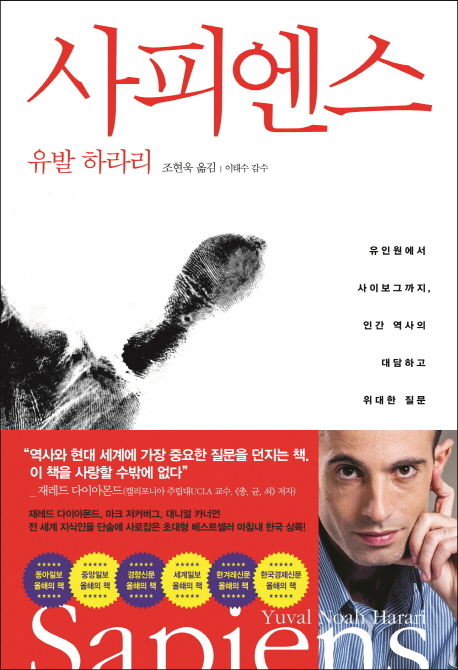 사피엔스
유발 하라리 조현욱 옮김 | 이태수 감수
유인원에서
사이보그까지,
인간 역사의
대담하고
위대한 질문
“역사와 현대 세계에 가장 중요한 질문을 던지는 책.
이 책을 사랑할 수밖에 없다”
_ 재레드 다이아몬드(캘리포니아 주립대UCLA 교수, 《총, 균, 쇠》 저자)
재레드 다이아몬드, 마크 저커버그, 대니얼 카너먼
전 세계 지식인을 단숨에 사로잡은 초대형 베스트셀러 마침내 한국 상륙!
★★★★★ 동아일보 올해의 책 ★★★★★
★★★★★ 중앙일보 올해의 책 ★★★★★
★★★★★ 경향신문 올해의 책 ★★★★★
★★★★★ 세계일보 올해의 책 ★★★★★
★★★★★ 한겨레신문 올해의 책 ★★★★★
★★★★★ 한국경제신문 올해의 책 ★★★★★
Yuval Noah Harari
Sapiens